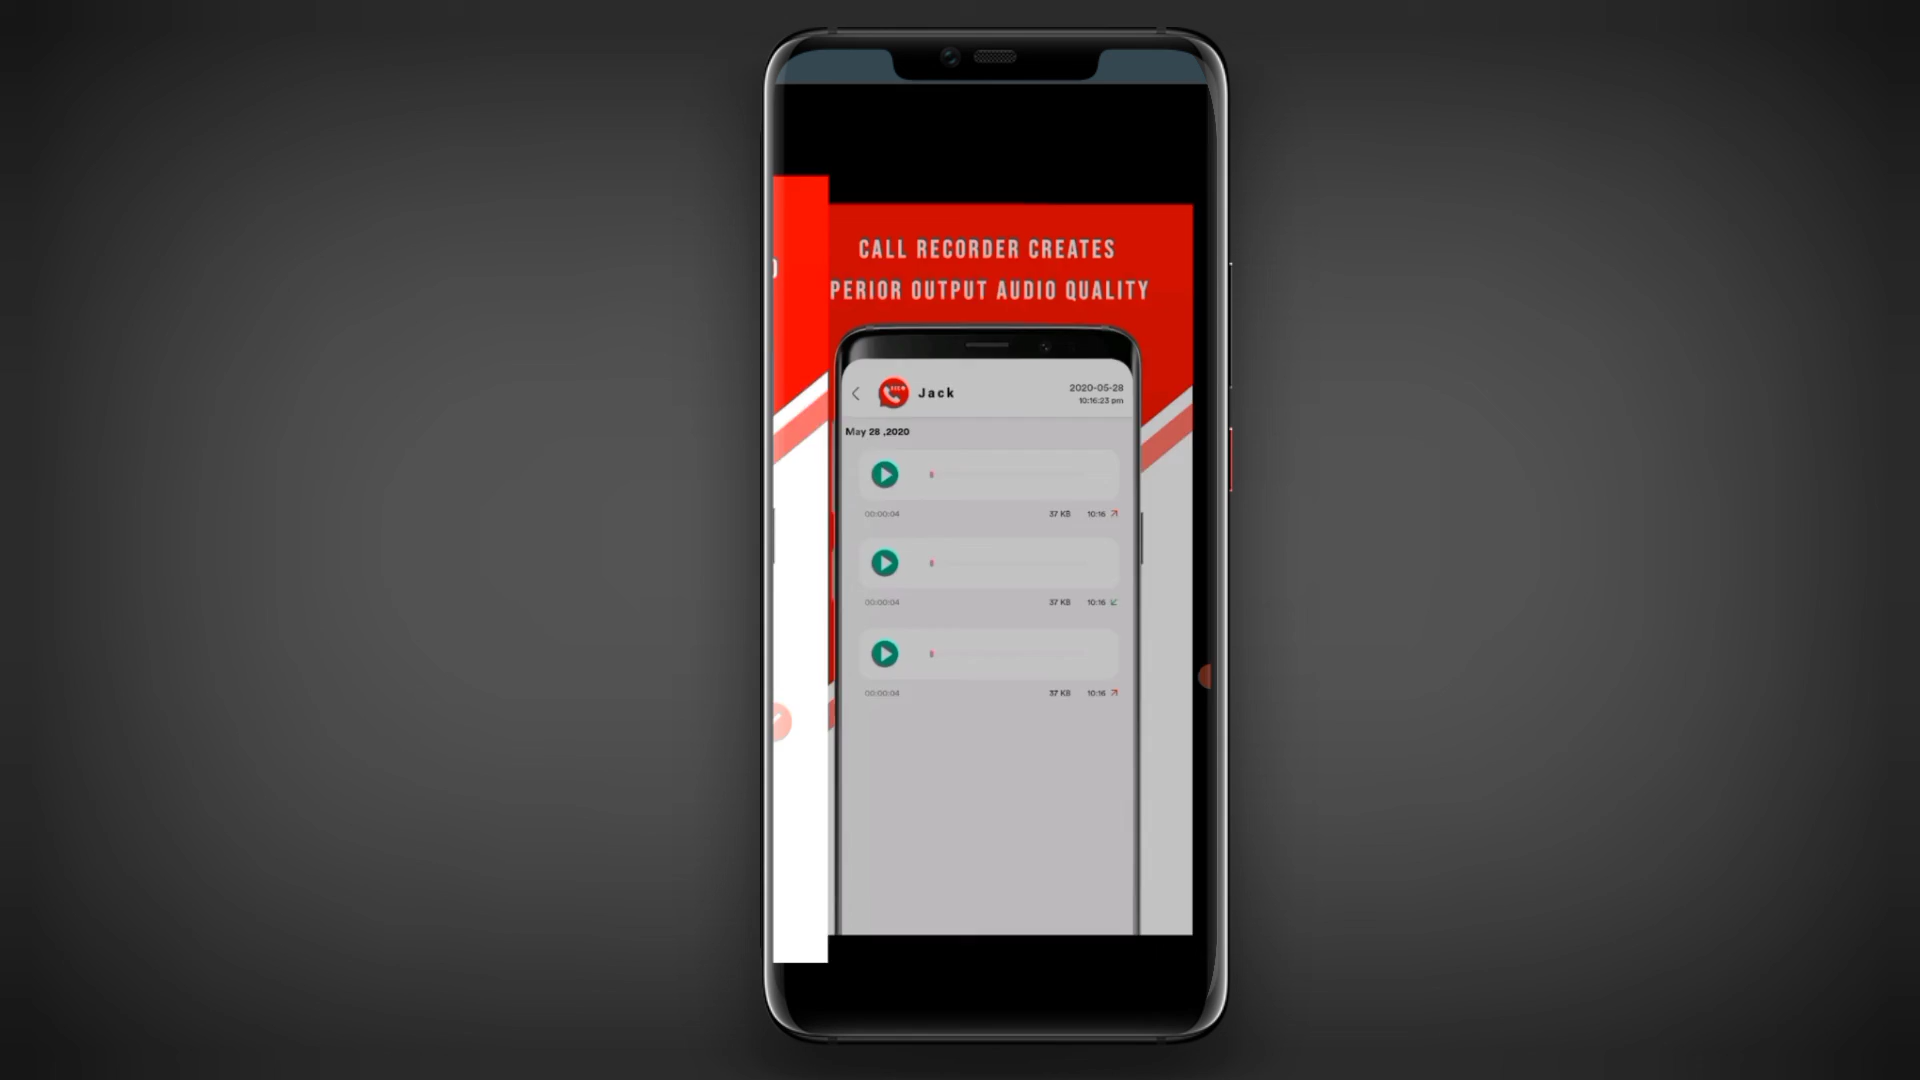 CALL RECORDER CREATES
PERIOR OUTPUT AUDIO QUALITY
Jack
2020-05-28
10:16:23 pm
May 28 ,2020
00:00:04 37 KB 10:16
00:00:04 37 KB 10:16
00:00:04 37 KB 10:16